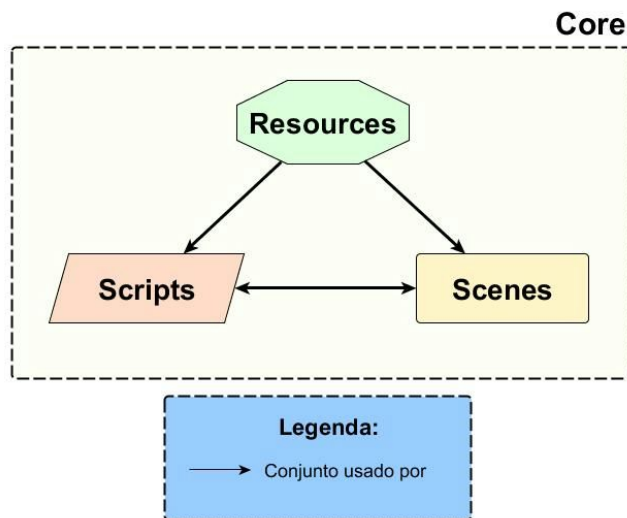 Core
Resources
Scripts
Scenes
Legenda:
Conjunto usado por